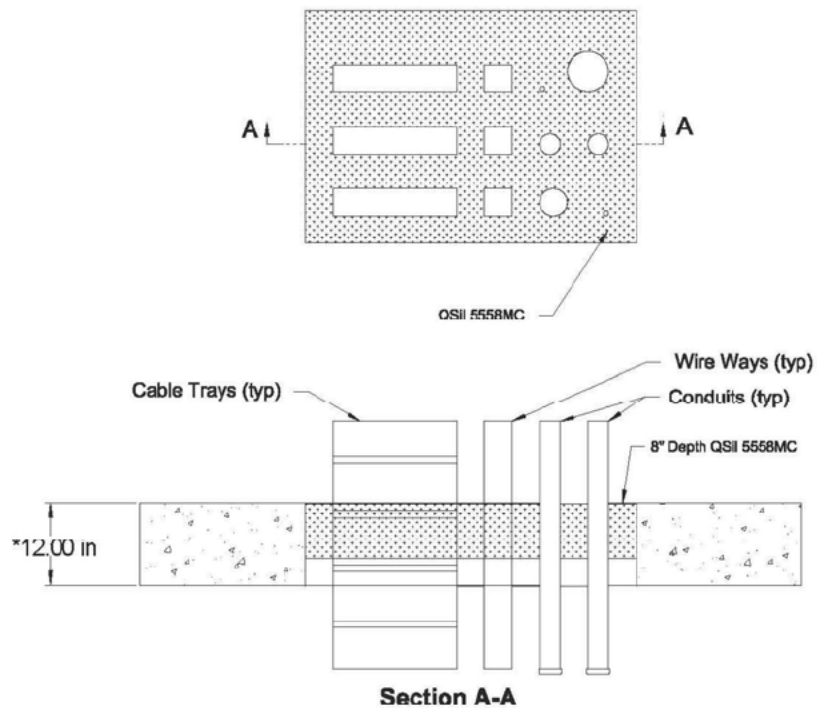 A
A
QSil 5558MC
Wire Ways (typ)
Cable Trays (typ)
Conduits (typ)
8" Depth QSil 5558MC
*12.00 in
Section A-A